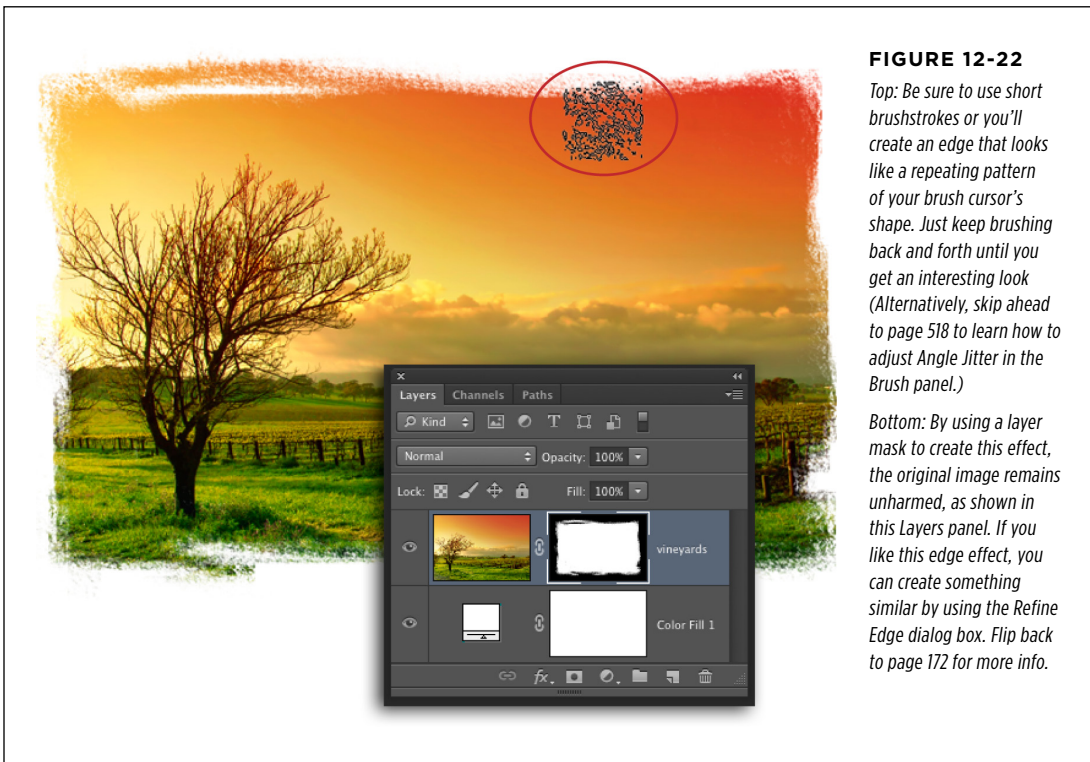 FIGURE 12-22
Top: Be sure to use short
brushstrokes or you'll
create an edge that looks
like a repeating pattern
of your brush cursor's
shape. Just keep brushing
back and forth until you
get an interesting look
(Alternatively, skip ahead
to page 518 to learn how to
adjust Angle Jitter in the
Brush panel.)
Bottom: By using a layer
mask to create this effect,
the original image remains
unharmed, as shown in
this Layers panel. If you
like this edge effect, you
can create something
similar by using the Refine
Edge dialog box. Flip back
to page 172 for more info.
Layers Channels Paths
Kind
Normal Opacity: 100%
Lock: Fill: 100%
vineyards
Color Fill 1
fx